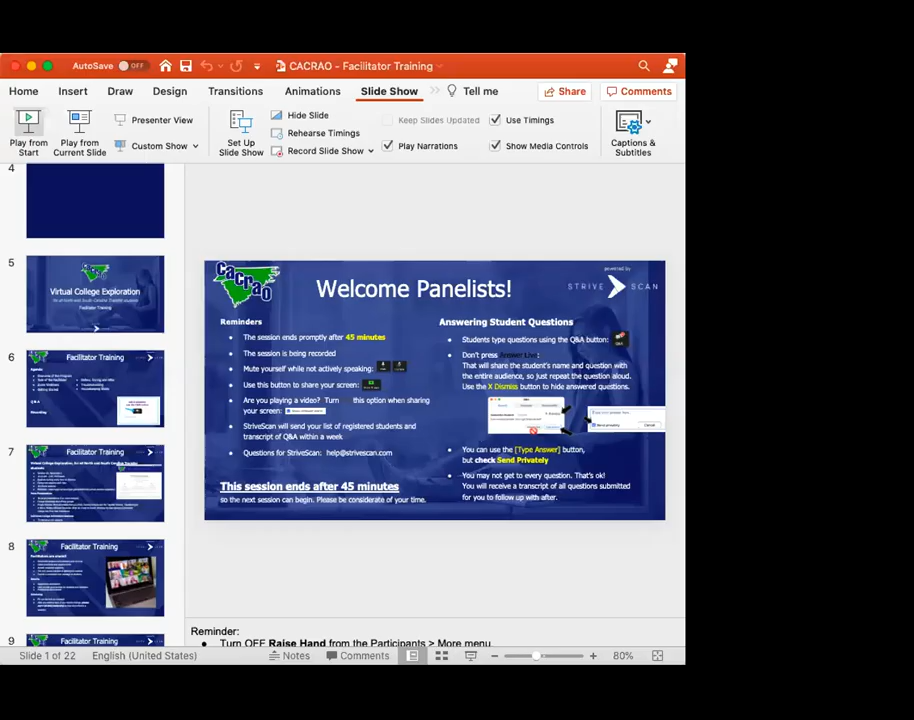 AutoSave OFF CACRAO - Facilitator Training
Home Insert Draw Design Transitions Animations Slide Show Tell me Share Comments
Play from Start
Play from Current Slide
Presenter View
Custom Show
Set Up Slide Show
Hide Slide
Rehearse Timings
Record Slide Show
Keep Slides Updated
Play Narrations
Use Timings
Show Media Controls
Captions & Subtitles
4
5
Virtual College Exploration
Facilitator Training
6
Facilitator Training
7
Facilitator Training
8
Facilitator Training
9
Facilitator Training
cacrao
Welcome Panelists!
powered by
STRIVE SCAN
Reminders
The session ends promptly after 45 minutes
The session is being recorded
Mute yourself while not actively speaking:
Use this button to share your screen:
Are you playing a video? Turn this option when sharing
your screen:
StriveScan will send your list of registered students and
transcript of Q&A within a week
Questions for StriveScan: help@strivescan.com
This session ends after 45 minutes
so the next session can begin. Please be considerate of your time.
Answering Student Questions
Students type questions using the Q&A button:
Don't press Answer Live:
That will share the student's name and question with
the entire audience, so just repeat the question aloud.
Use the X Dismiss button to hide answered questions.
You can use the [Type Answer] button,
but check Send Privately
You may not get to every question. That's ok!
You will receive a transcript of all questions submitted
for you to follow up with after.
Reminder:
Turn OFF Raise Hand from the Participants > More menu
Slide 1 of 22 English (United States) Notes Comments 80%